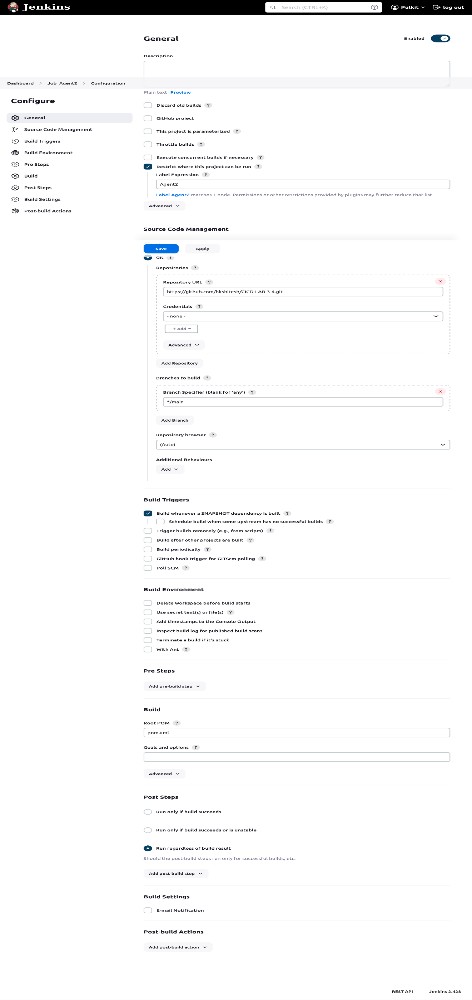 Jenkins
Search (CTRL+K)
?
Pulkit
log out
General
Enabled
Description
Dashboard > Job_Agent2 > Configuration
Plain text Preview
Configure
General
Source Code Management
Build Triggers
Build Environment
Pre Steps
Build
Post Steps
Build Settings
Post-build Actions
Discard old builds ?
GitHub project
This project is parameterized ?
Throttle builds ?
Execute concurrent builds if necessary ?
Restrict where this project can be run ?
Label Expression ?
Agent2
Label Agent2 matches 1 node. Permissions or other restrictions provided by plugins may further reduce that list.
Advanced
Source Code Management
Save Apply
Git ?
Repositories ?
Repository URL ?
https://github.com/hkshitesh/CICD-LAB-3-4.git
Credentials ?
- none -
+ Add
Advanced
Add Repository
Branches to build ?
Branch Specifier (blank for 'any') ?
*/main
Add Branch
Repository browser ?
(Auto)
Additional Behaviours
Add
Build Triggers
Build whenever a SNAPSHOT dependency is built ?
Schedule build when some upstream has no successful builds ?
Trigger builds remotely (e.g., from scripts) ?
Build after other projects are built ?
Build periodically ?
GitHub hook trigger for GITScm polling ?
Poll SCM ?
Build Environment
Delete workspace before build starts
Use secret text(s) or file(s) ?
Add timestamps to the Console Output
Inspect build log for published build scans
Terminate a build if it's stuck
With Ant ?
Pre Steps
Add pre-build step
Build
Root POM ?
pom.xml
Goals and options ?
Advanced
Post Steps
Run only if build succeeds
Run only if build succeeds or is unstable
Run regardless of build result
Should the post-build steps run only for successful builds, etc.
Add post-build step
Build Settings
E-mail Notification
Post-build Actions
Add post-build action
REST API Jenkins 2.428